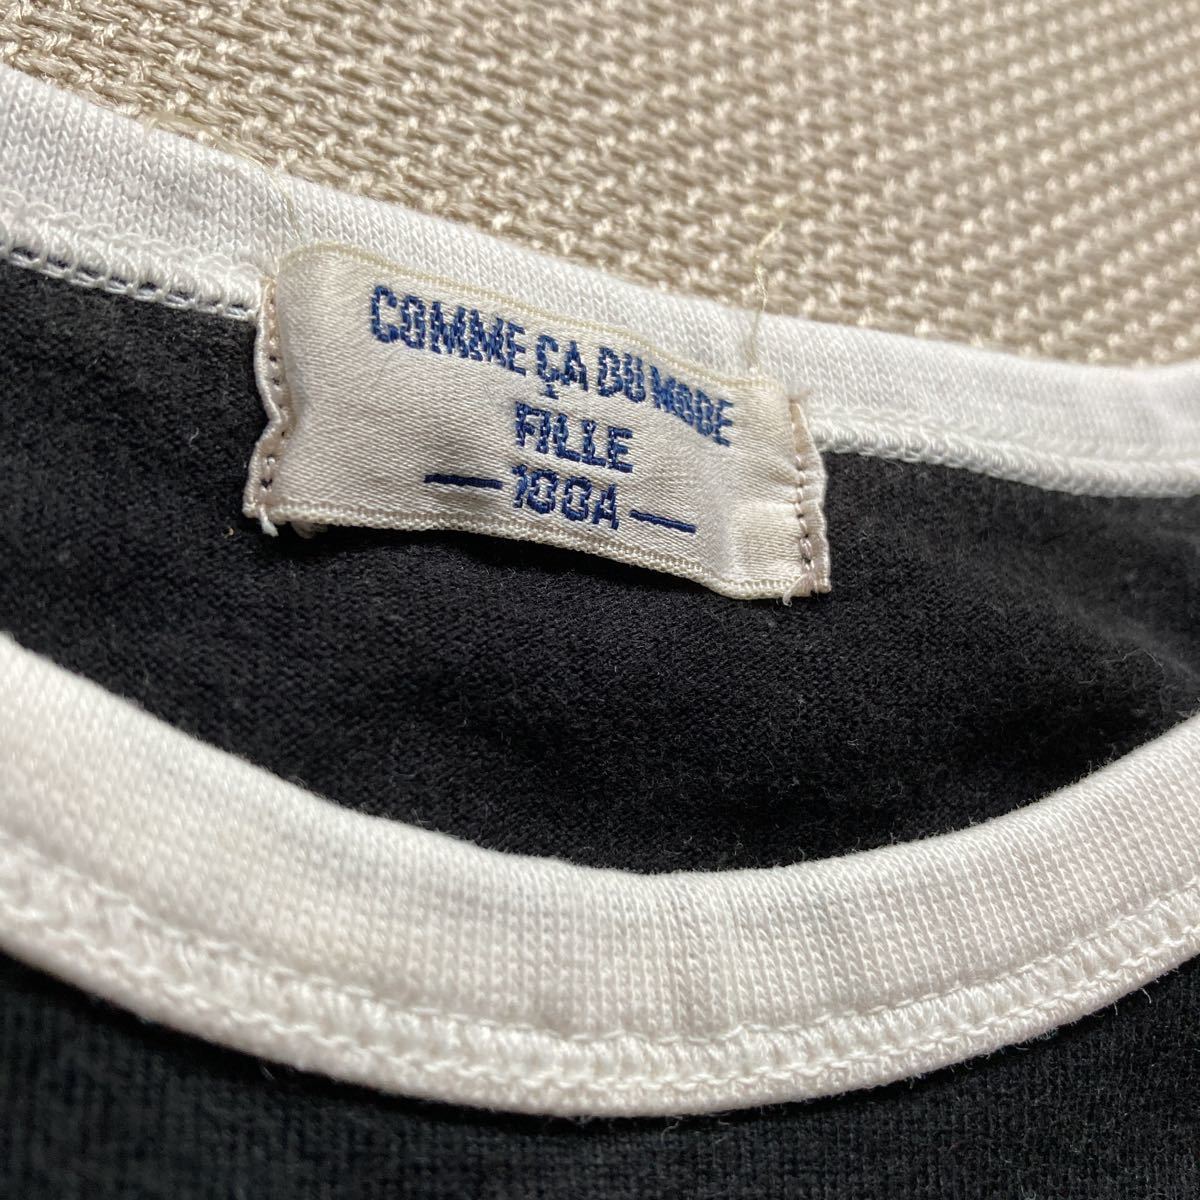 COMME ÇA DU MODE
FILLE
—100A—